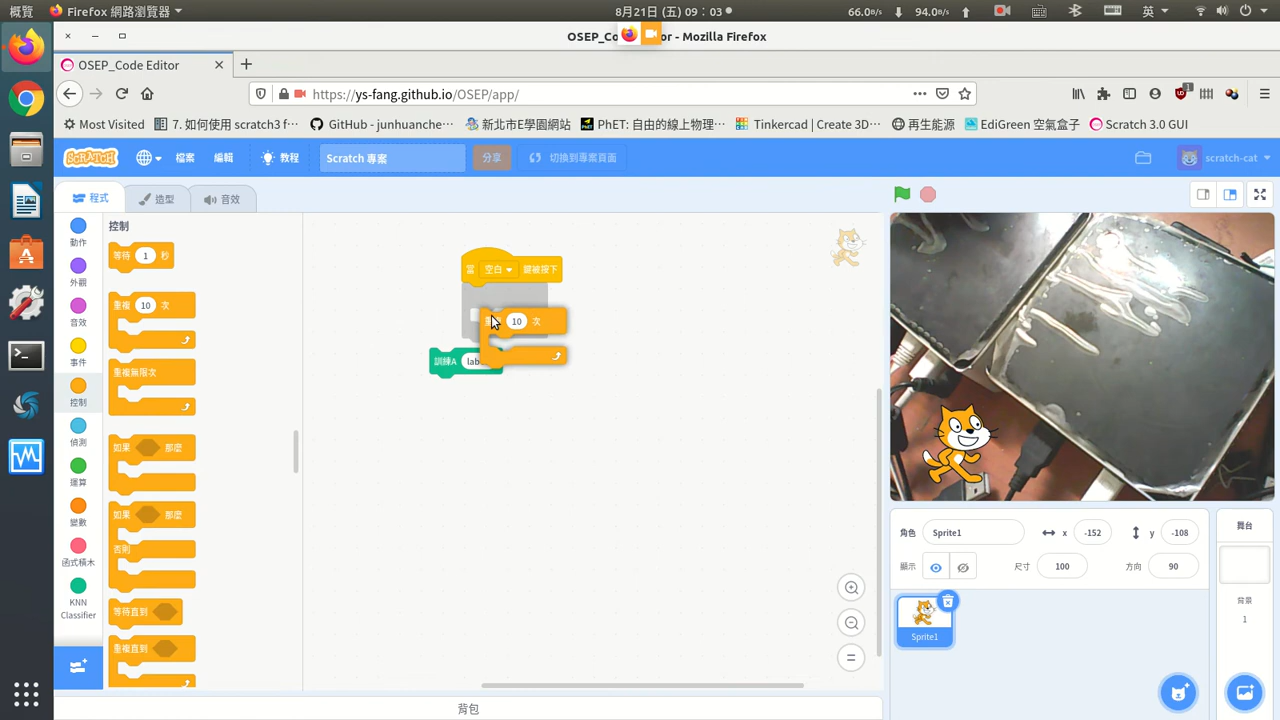 概覽 Firefox 網路瀏覽器 8月21日 (五) 09:03 66.0B/s 94.0B/s 英
OSEP_Code Editor - Mozilla Firefox
OSEP_Code Editor
https://ys-fang.github.io/OSEP/app/
Most Visited 7. 如何使用 scratch3 f… GitHub - junhuanche… 新北市E學園網站 PhET: 自由的線上物理… Tinkercad | Create 3D… 再生能源 EdiGreen 空氣盒子 Scratch 3.0 GUI
SCRATCH 檔案 編輯 教程 Scratch 專案 分享 切換到專案頁面 scratch-cat
程式 造型 音效
動作
外觀
音效
事件
控制
偵測
運算
變數
函式積木
KNN
Classifier
控制
等待 1 秒
重複 10 次
重複無限次
如果 那麼
如果 那麼
否則
等待直到
重複直到
當 空白 鍵被按下
10 次
訓練A lab
角色 Sprite1 x -152 y -108
顯示 尺寸 100 方向 90
Sprite1
舞台
背景
1
背包